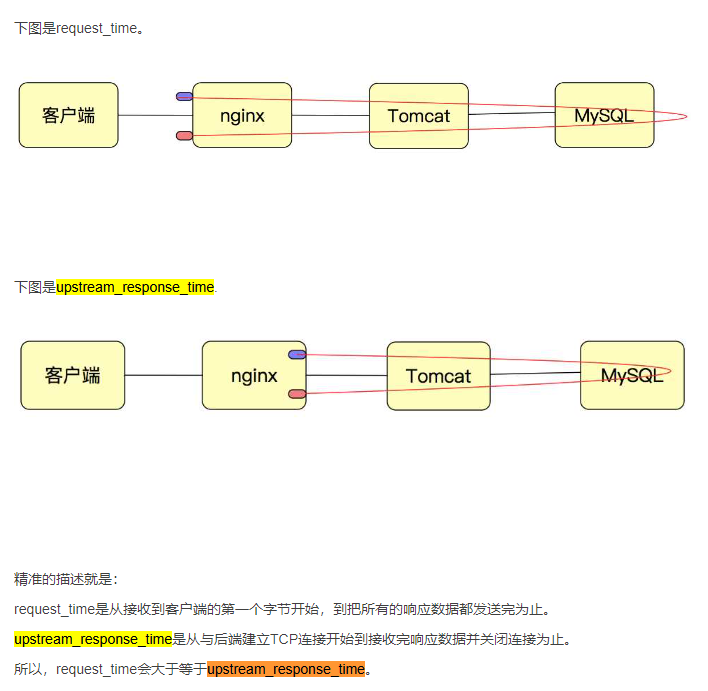 下图是request_time。
客户端
nginx
Tomcat
MySQL
下图是upstream_response_time.
客户端
nginx
Tomcat
MySQL
精准的描述就是：
request_time是从接收到客户端的第一个字节开始，到把所有的响应数据都发送完为止。
upstream_response_time是从与后端建立TCP连接开始到接收完响应数据并关闭连接为止。
所以，request_time会大于等于upstream_response_time。